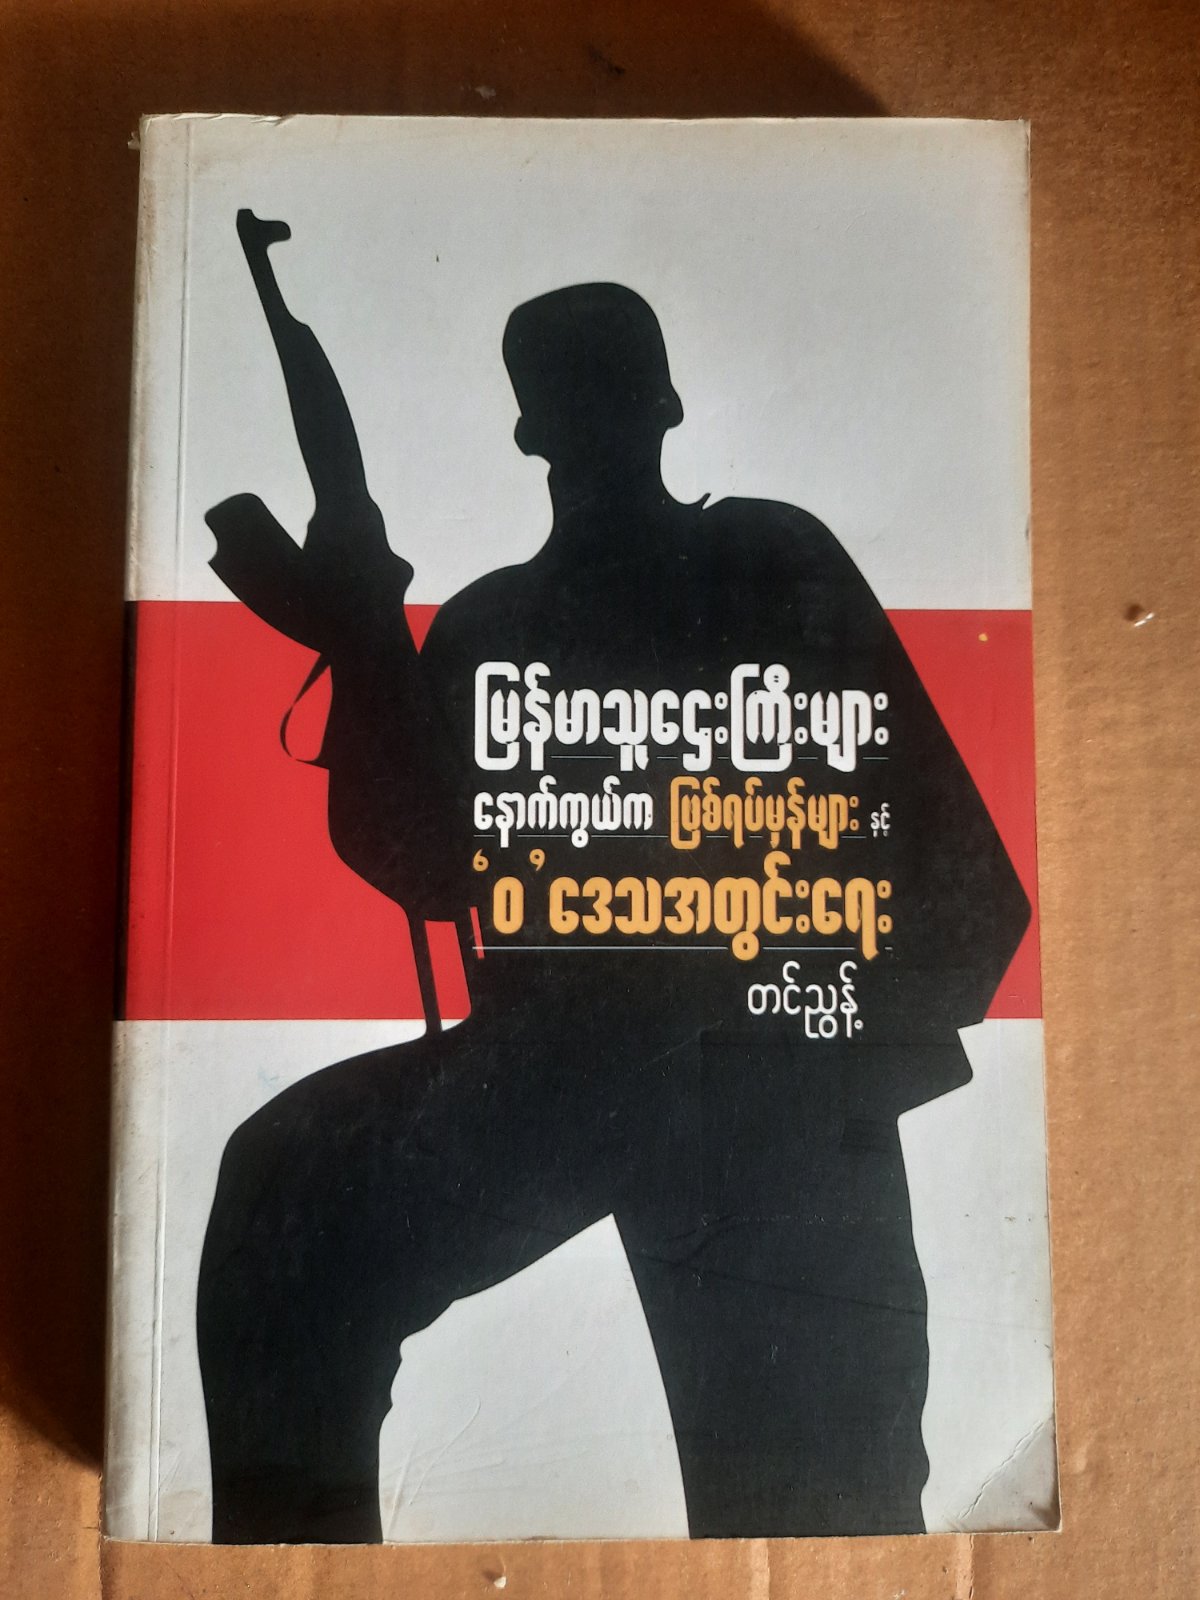 မြန်မာသူဌေးကြီးများ
နောက်ကွယ်က ဖြစ်ရပ်မှန်များ နှင့်
‘ဝ’ ဒေသအတွင်းရေး
တင်ညွန့်